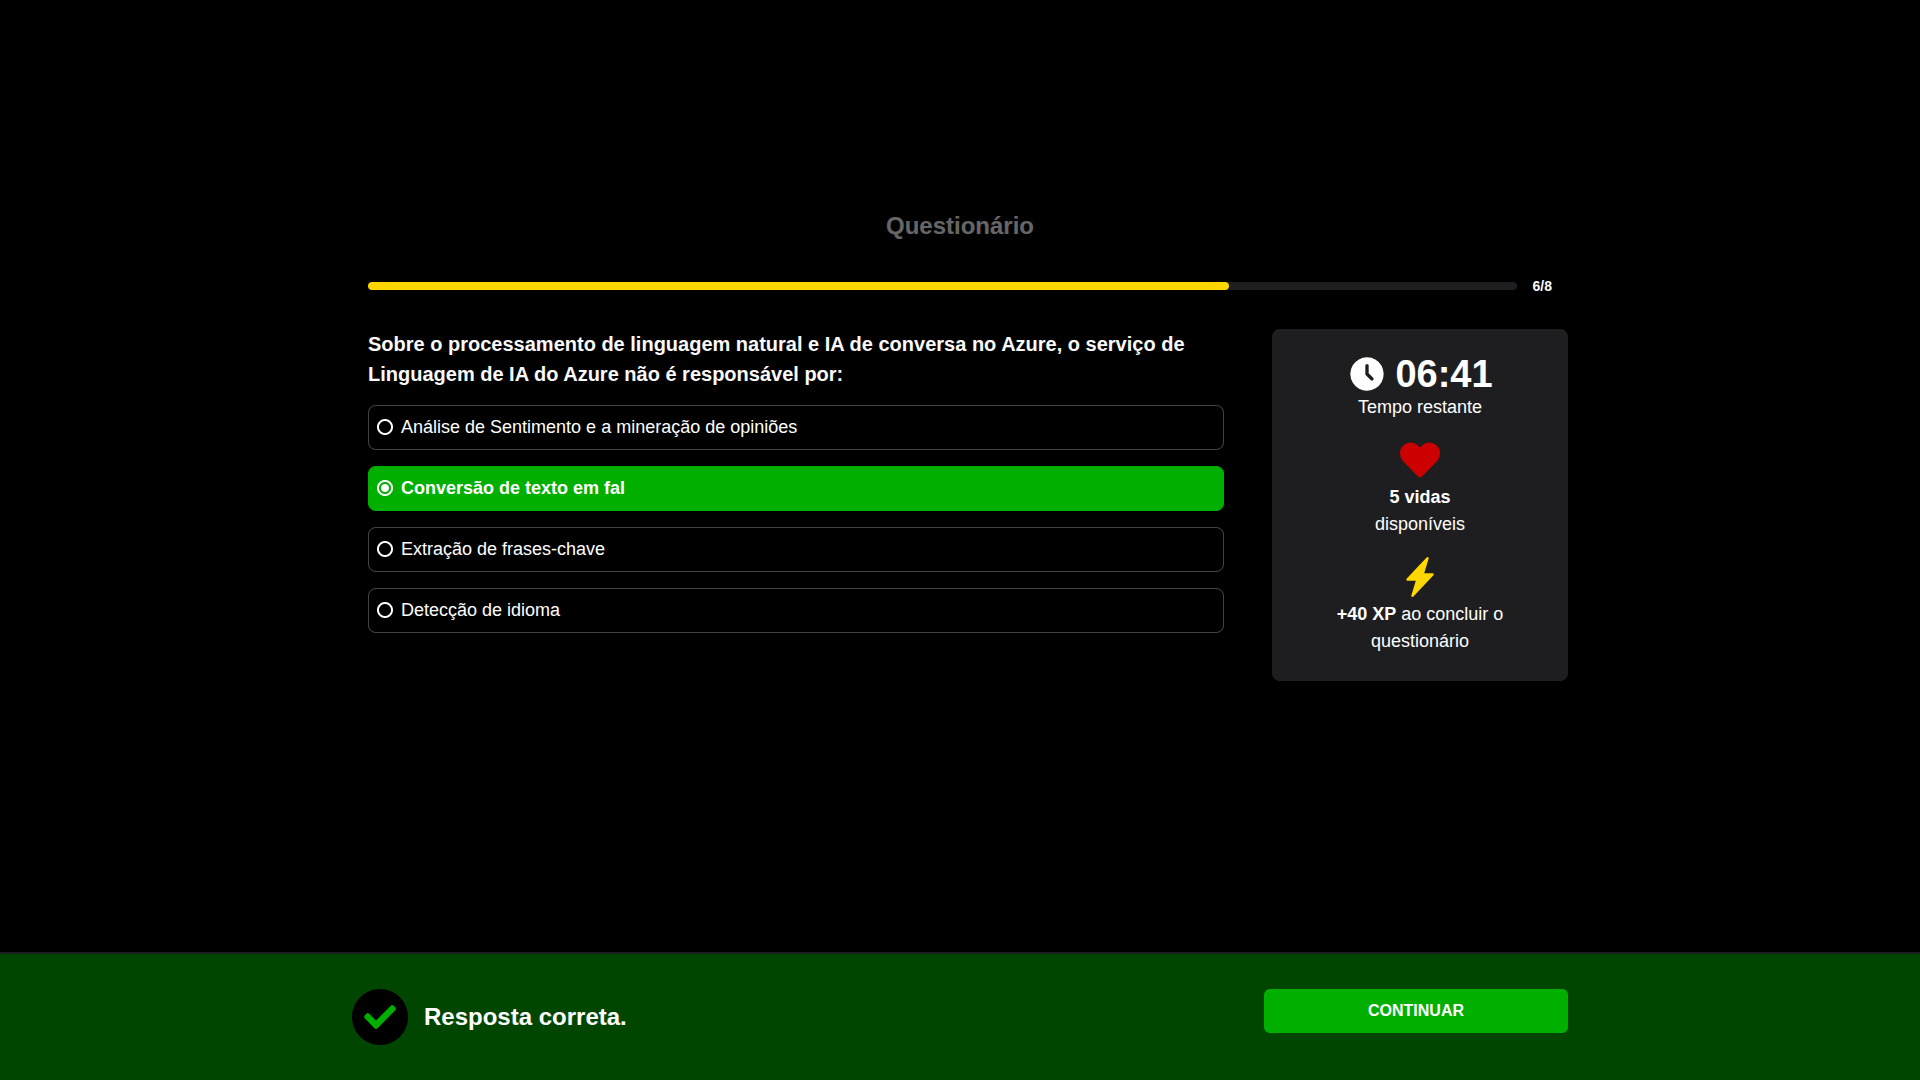 Questionário
6/8
Sobre o processamento de linguagem natural e IA de conversa no Azure, o serviço de
Linguagem de IA do Azure não é responsável por:
Análise de Sentimento e a mineração de opiniões
Conversão de texto em fal
Extração de frases-chave
Detecção de idioma
06:41
Tempo restante
5 vidas
disponíveis
+40 XP ao concluir o
questionário
Resposta correta.
CONTINUAR